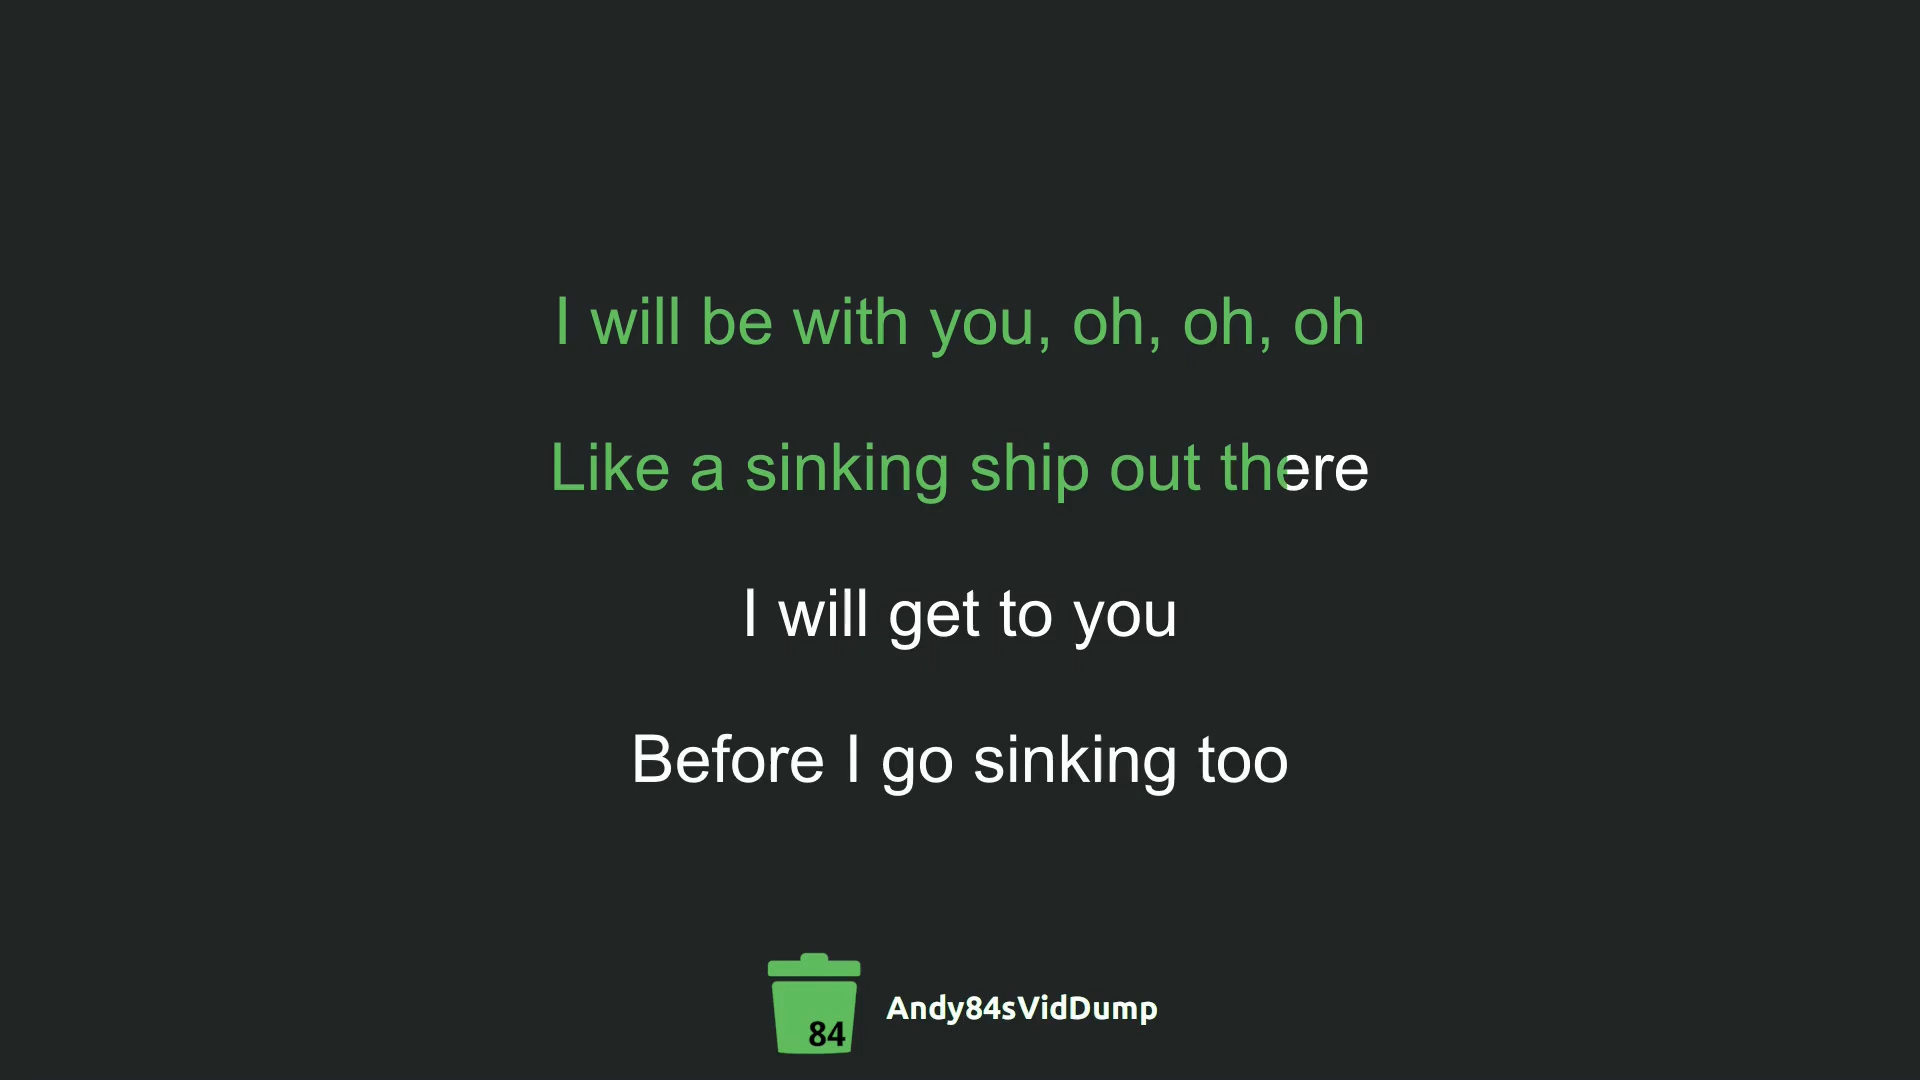 I will be with you, oh, oh, oh
Like a sinking ship out there
I will get to you
Before I go sinking too
84
Andy84sVidDump